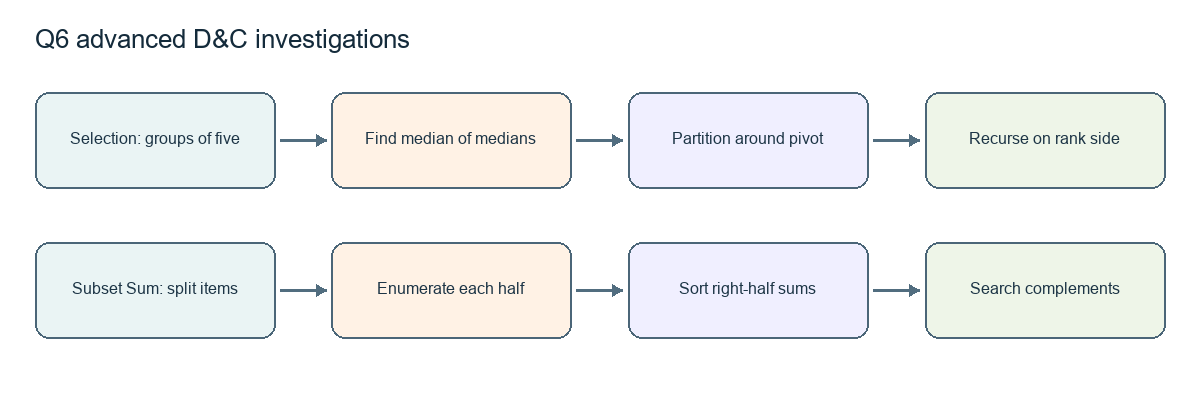 Q6 advanced D&C investigations
Selection: groups of five
Find median of medians
Partition around pivot
Recurse on rank side
Subset Sum: split items
Enumerate each half
Sort right-half sums
Search complements